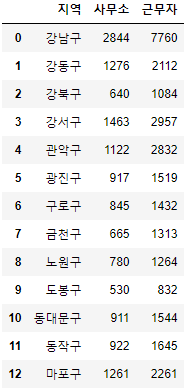 지역 사무소 근무자
0 강남구 2844 7760
1 강동구 1276 2112
2 강북구 640 1084
3 강서구 1463 2957
4 관악구 1122 2832
5 광진구 917 1519
6 구로구 845 1432
7 금천구 665 1313
8 노원구 780 1264
9 도봉구 530 832
10 동대문구 911 1544
11 동작구 922 1645
12 마포구 1261 2261